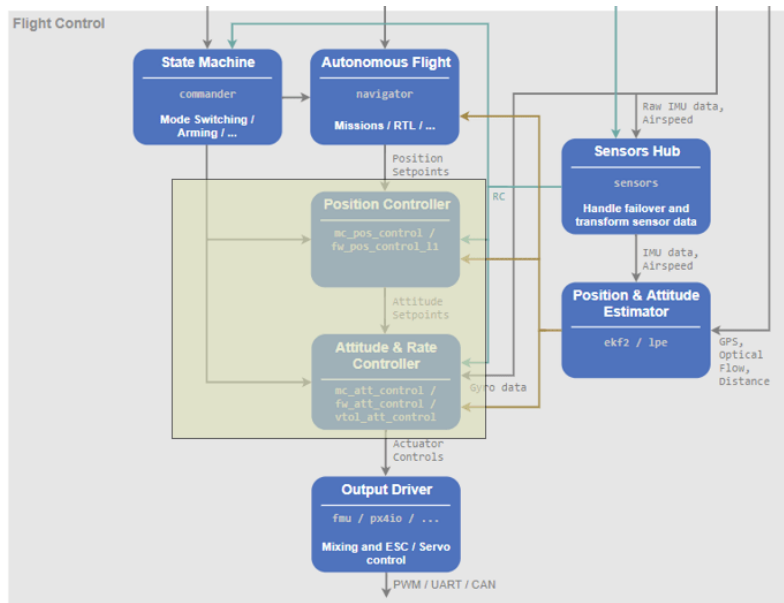 Flight Control
State Machine
commander
Mode Switching /
Arming / ...
Autonomous Flight
navigator
Missions / RTL / ...
Raw IMU data,
Airspeed
Sensors Hub
sensors
Handle failover and
transform sensor data
Position
Setpoints
RC
Position Controller
mc_pos_control /
fw_pos_control_l1
IMU data,
Airspeed
Position & Attitude
Estimator
ekf2 / lpe
Attitude
Setpoints
GPS,
Optical
Flow,
Distance
Attitude & Rate
Controller
mc_att_control /
fw_att_control /
vtol_att_control
Gyro data
Actuator
Controls
Output Driver
fmu / px4io / ...
Mixing and ESC / Servo
control
PWM / UART / CAN